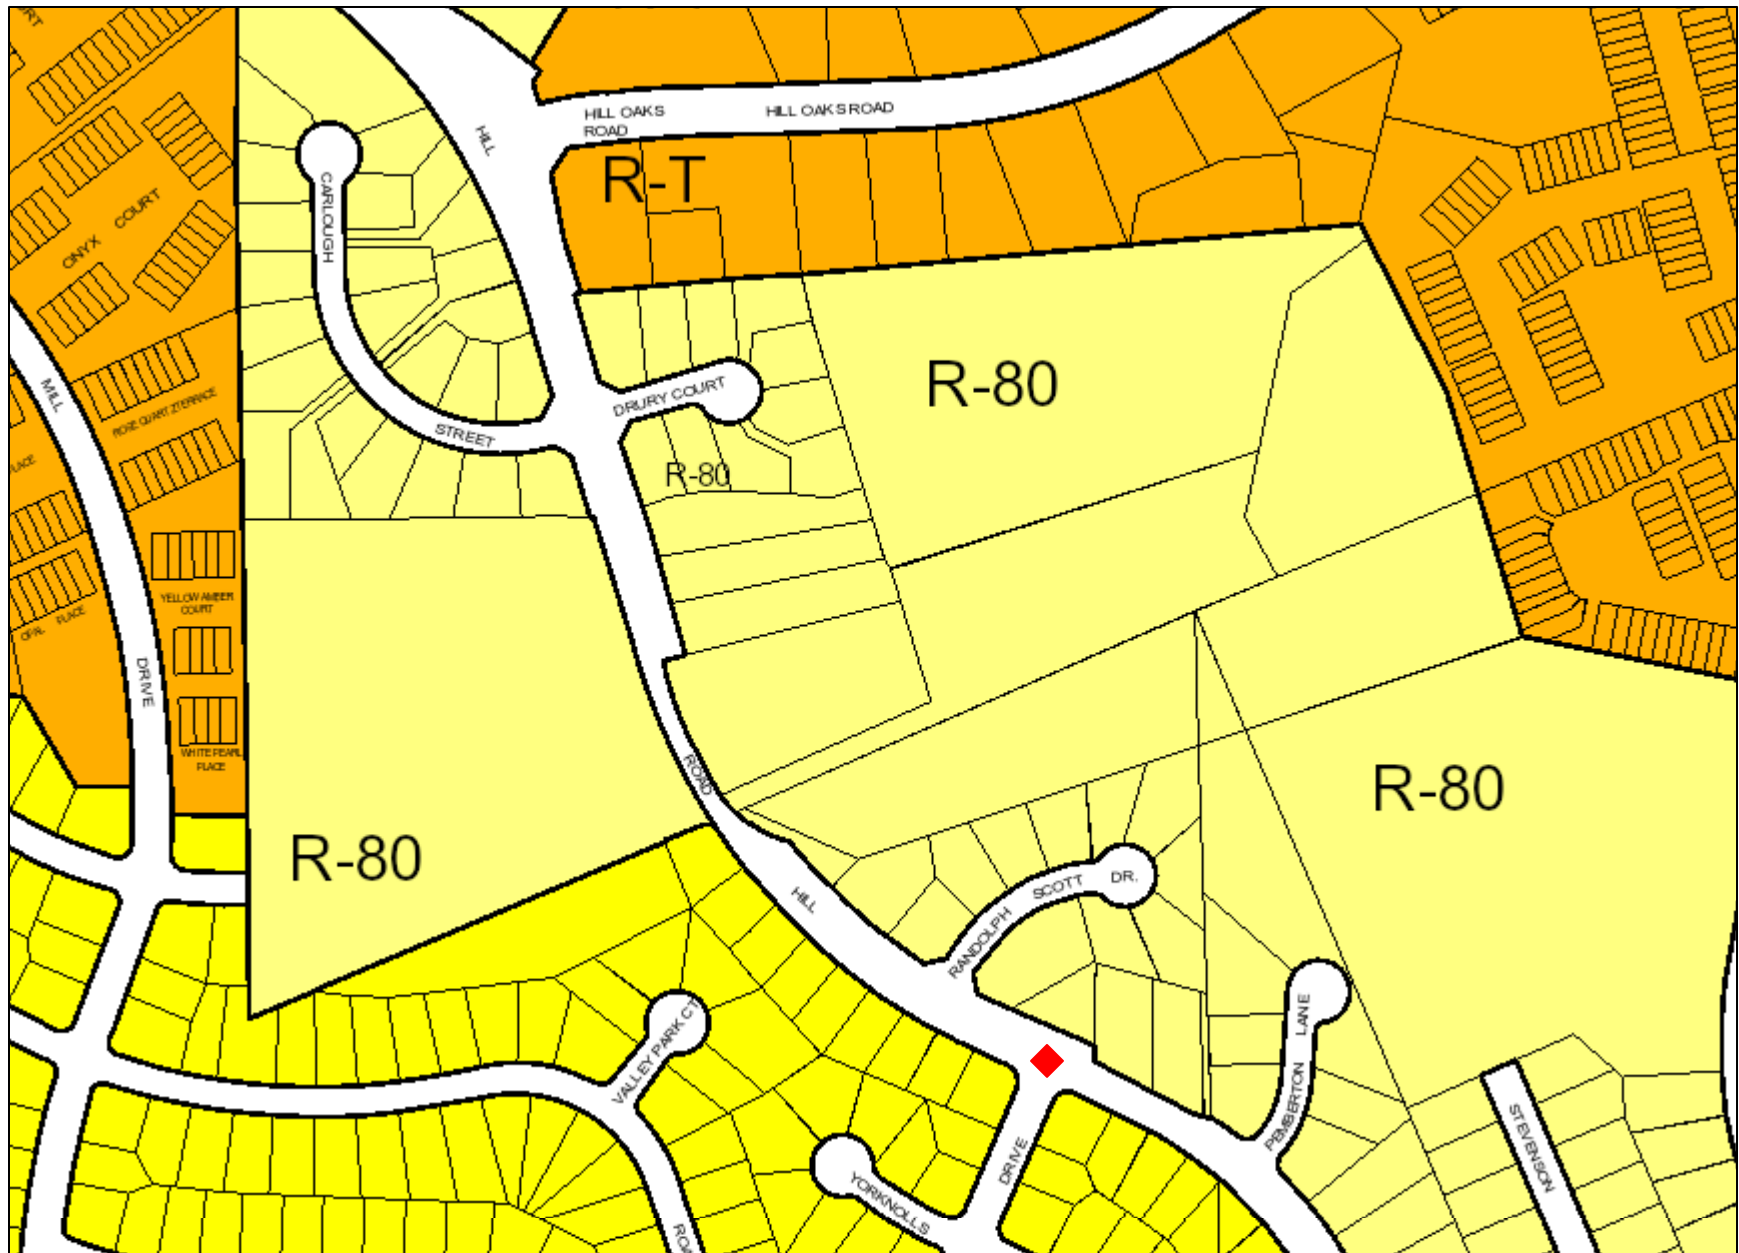 HILL OAKS
ROAD
HILL OAKS ROAD
HILL
R-T
CARLOUGH
COURT
ONYX
R-80
MILL
DRURY COURT
ROSE QUARTZ TERRACE
STREET
R-80
PLACE
YELLOW AMBER
COURT
OPAL PLACE
DRIVE
WHITE PEARL
PLACE
ROAD
R-80
R-80
HILL
SCOTT DR.
RANDOLPH
LANE
VALLEY PARK CT
PEMBERTON
STEVENSON
DRIVE
YORKNOLLS